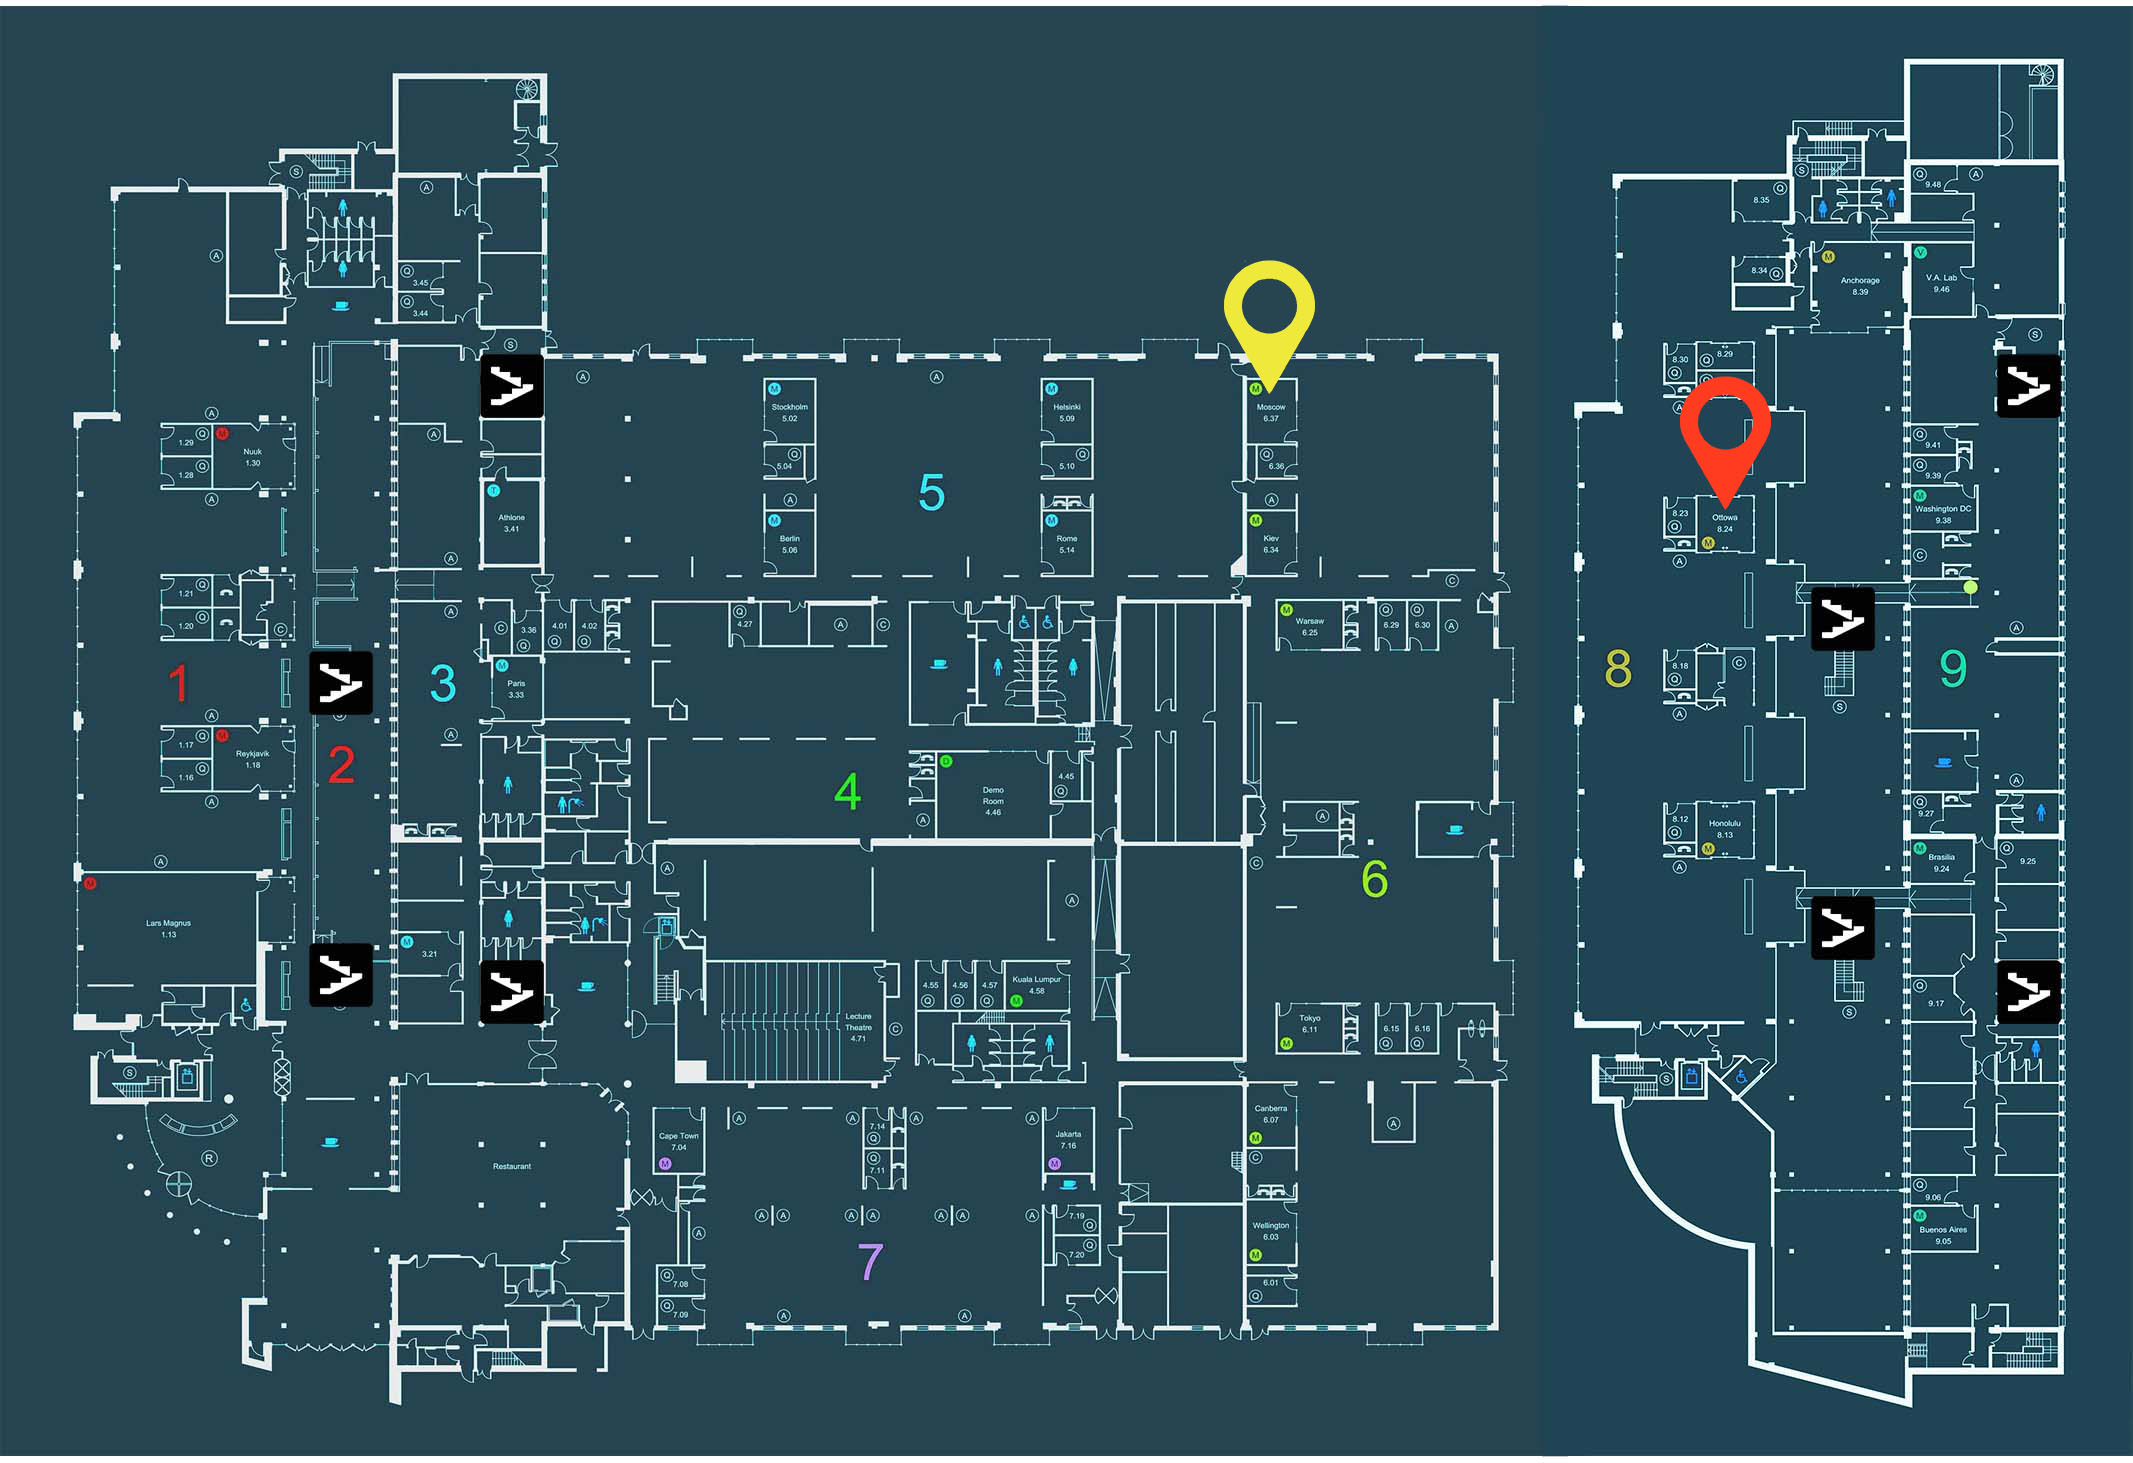 S
A
A
Q
3.45
Q
3.44
S
A
A
M
Stockholm
5.02
Q
5.04
A
M
Berlin
5.06
M
Helsinki
5.09
Q
5.10
M
Rome
5.14
M
Moscow
6.37
Q
6.36
A
M
Kiev
6.34
5
A
1.29
Q
M
Nuuk
1.30
1.28
Q
A
A
T
Athlone
3.41
A
1.21
Q
1.20
Q
C
1
A
1.17
Q
M
Reykjavik
1.18
1.16
Q
A
2
A
3
A
C
3.36
Q
4.01
Q
4.02
Q
M
Paris
3.33
Q
4.27
A
C
4
D
Demo
Room
4.46
4.45
Q
A
C
M
Warsaw
6.25
Q
6.29
Q
6.30
A
A
C
6
A
M
Lars Magnus
1.13
M
3.21
A
A
4.55
Q
4.56
Q
4.57
Q
Kuala Lumpur
4.58
M
Lecture
Theatre
4.71
C
Tokyo
6.11
M
6.15
Q
6.16
Q
S
R
Restaurant
Cape Town
7.04
M
A
A
7.14
Q
Q
7.11
A
A
Jakarta
7.16
M
Canberra
6.07
M
C
A
A
A
A
A
A
A
A
A
7.19
Q
7.20
Q
Wellington
6.03
M
6.01
Q
7
Q
7.08
Q
7.09
A
A
S
Q
8.35
8.34
Q
M
Anchorage
8.39
Q
9.48
A
V
V.A. Lab
9.46
S
8.30
Q
8.29
Q
A
Q
9.41
Q
9.39
M
Washington DC
9.38
C
8.23
Q
Ottowa
8.24
M
A
A
8
8.18
Q
C
A
S
9
A
8.12
Q
Honolulu
8.13
M
A
Q
9.27
M
Brasilia
9.24
Q
9.25
Q
9.17
S
S
Q
9.06
M
Buenos Aires
9.05